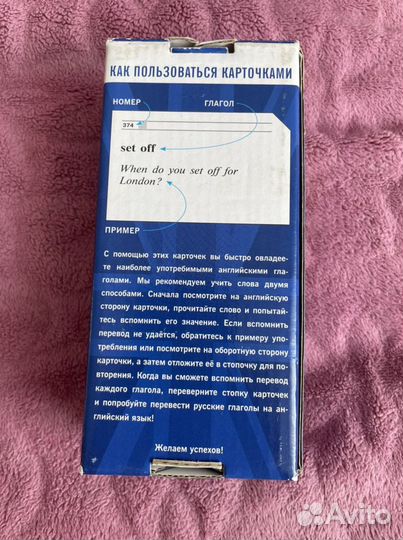 КАК ПОЛЬЗОВАТЬСЯ КАРТОЧКАМИ
НОМЕР
ГЛАГОЛ
374
set off
When do you set off for
London?
ПРИМЕР
С помощью этих карточек вы быстро овладее-
те наиболее употребимыми английскими гла-
голами. Мы рекомендуем учить слова двумя
способами. Сначала посмотрите на английскую
сторону карточки, прочитайте слово и попытай-
тесь вспомнить его значение. Если вспомнить
перевод не удаётся, обратитесь к примеру упо-
требления или посмотрите на оборотную сторону
карточки, а затем отложите её в стопочку для по-
вторения. Когда вы сможете вспомнить перевод
каждого глагола, переверните стопку карточек
и попробуйте перевести русские глаголы на ан-
глийский язык!
Желаем успехов!
Avito